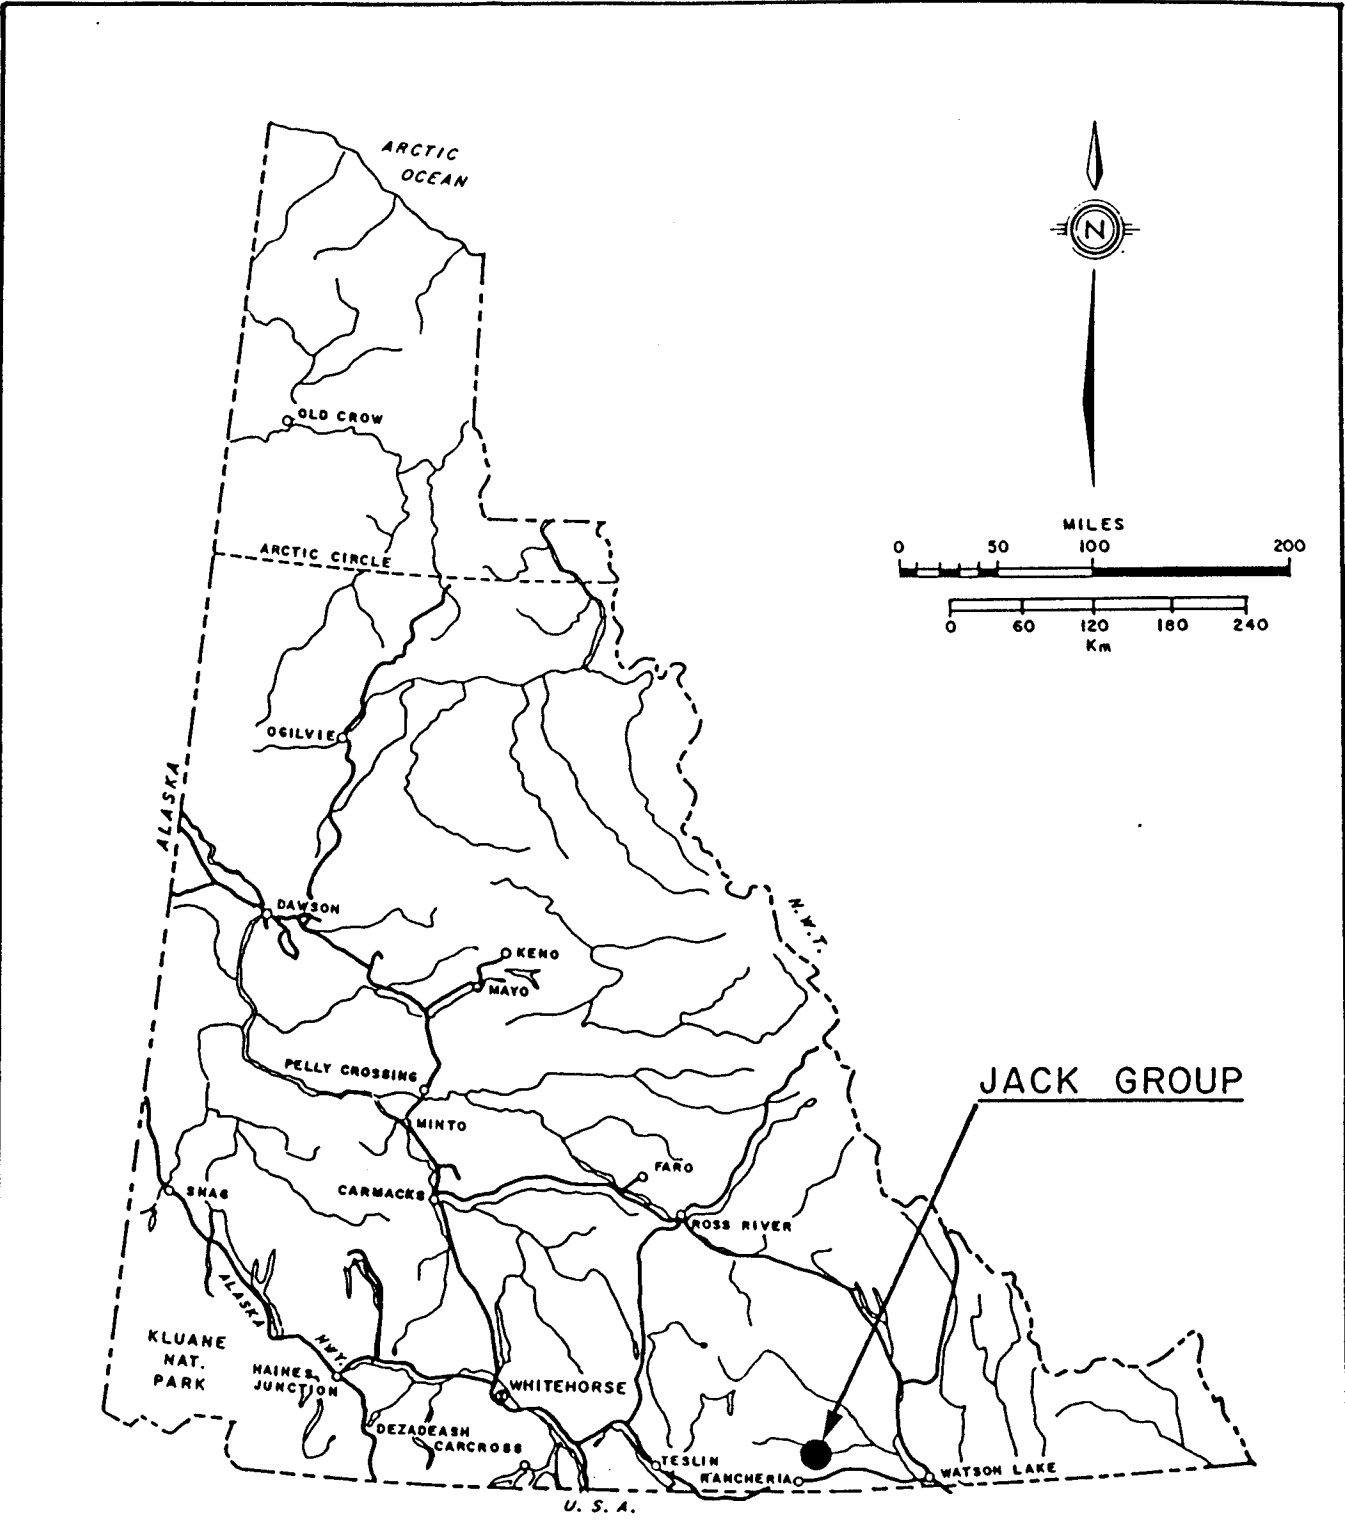 ARCTIC
OCEAN
N
OLD CROW
MILES
0 50 100 200
ARCTIC CIRCLE
0 60 120 180 240
Km
OGILVIE
ALASKA
DAWSON
N.W.T.
KENO
MAYO
PELLY CROSSING
JACK GROUP
MINTO
FARO
SNAG
CARMACKS
ROSS RIVER
ALASKA
HWY.
KLUANE
NAT.
PARK
HAINES
JUNCTION
WHITEHORSE
DEZADEASH
CARCROSS
TESLIN
RANCHERIA
WATSON LAKE
U. S. A.